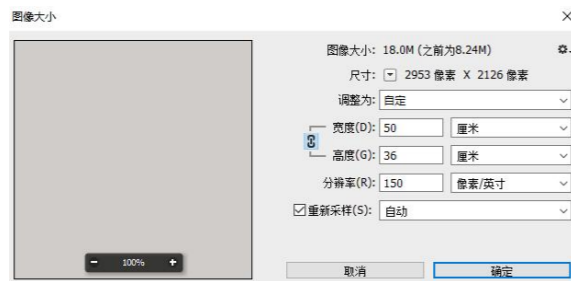 图像大小
图像大小: 18.0M (之前为8.24M)
尺寸: 2953 像素 X 2126 像素
调整为: 自定
宽度(D): 50 厘米
高度(G): 36 厘米
分辨率(R): 150 像素/英寸
重新采样(S): 自动
100%
取消 确定